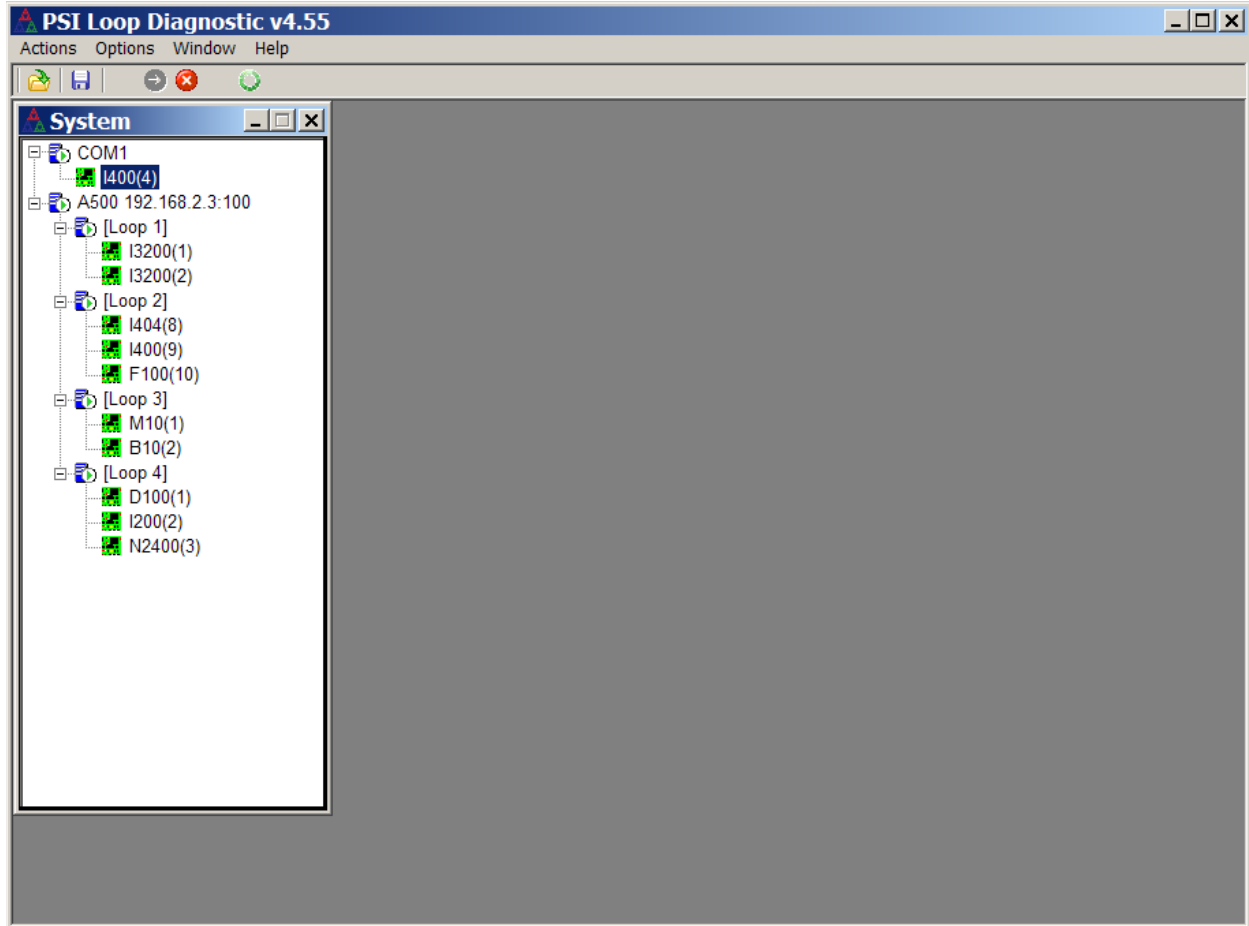 PSI Loop Diagnostic v4.55
Actions Options Window Help
System
COM1
I400(4)
A500 192.168.2.3:100
[Loop 1]
I3200(1)
I3200(2)
[Loop 2]
I404(8)
I400(9)
F100(10)
[Loop 3]
M10(1)
B10(2)
[Loop 4]
D100(1)
I200(2)
N2400(3)